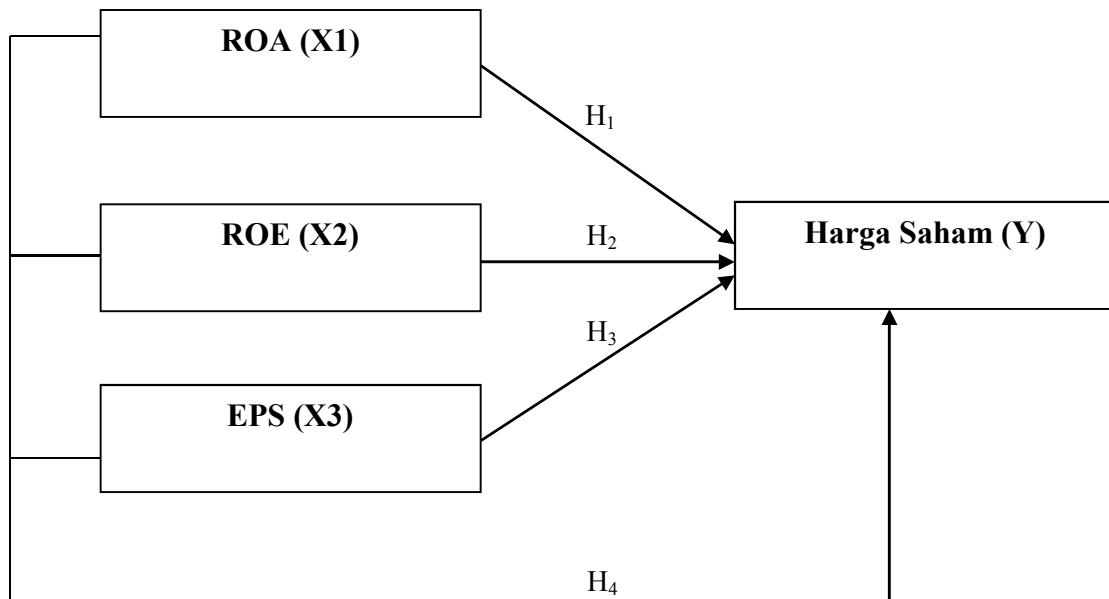 ROA (X1)
H₁
ROE (X2)
H₂
Harga Saham (Y)
H₃
EPS (X3)
H₄